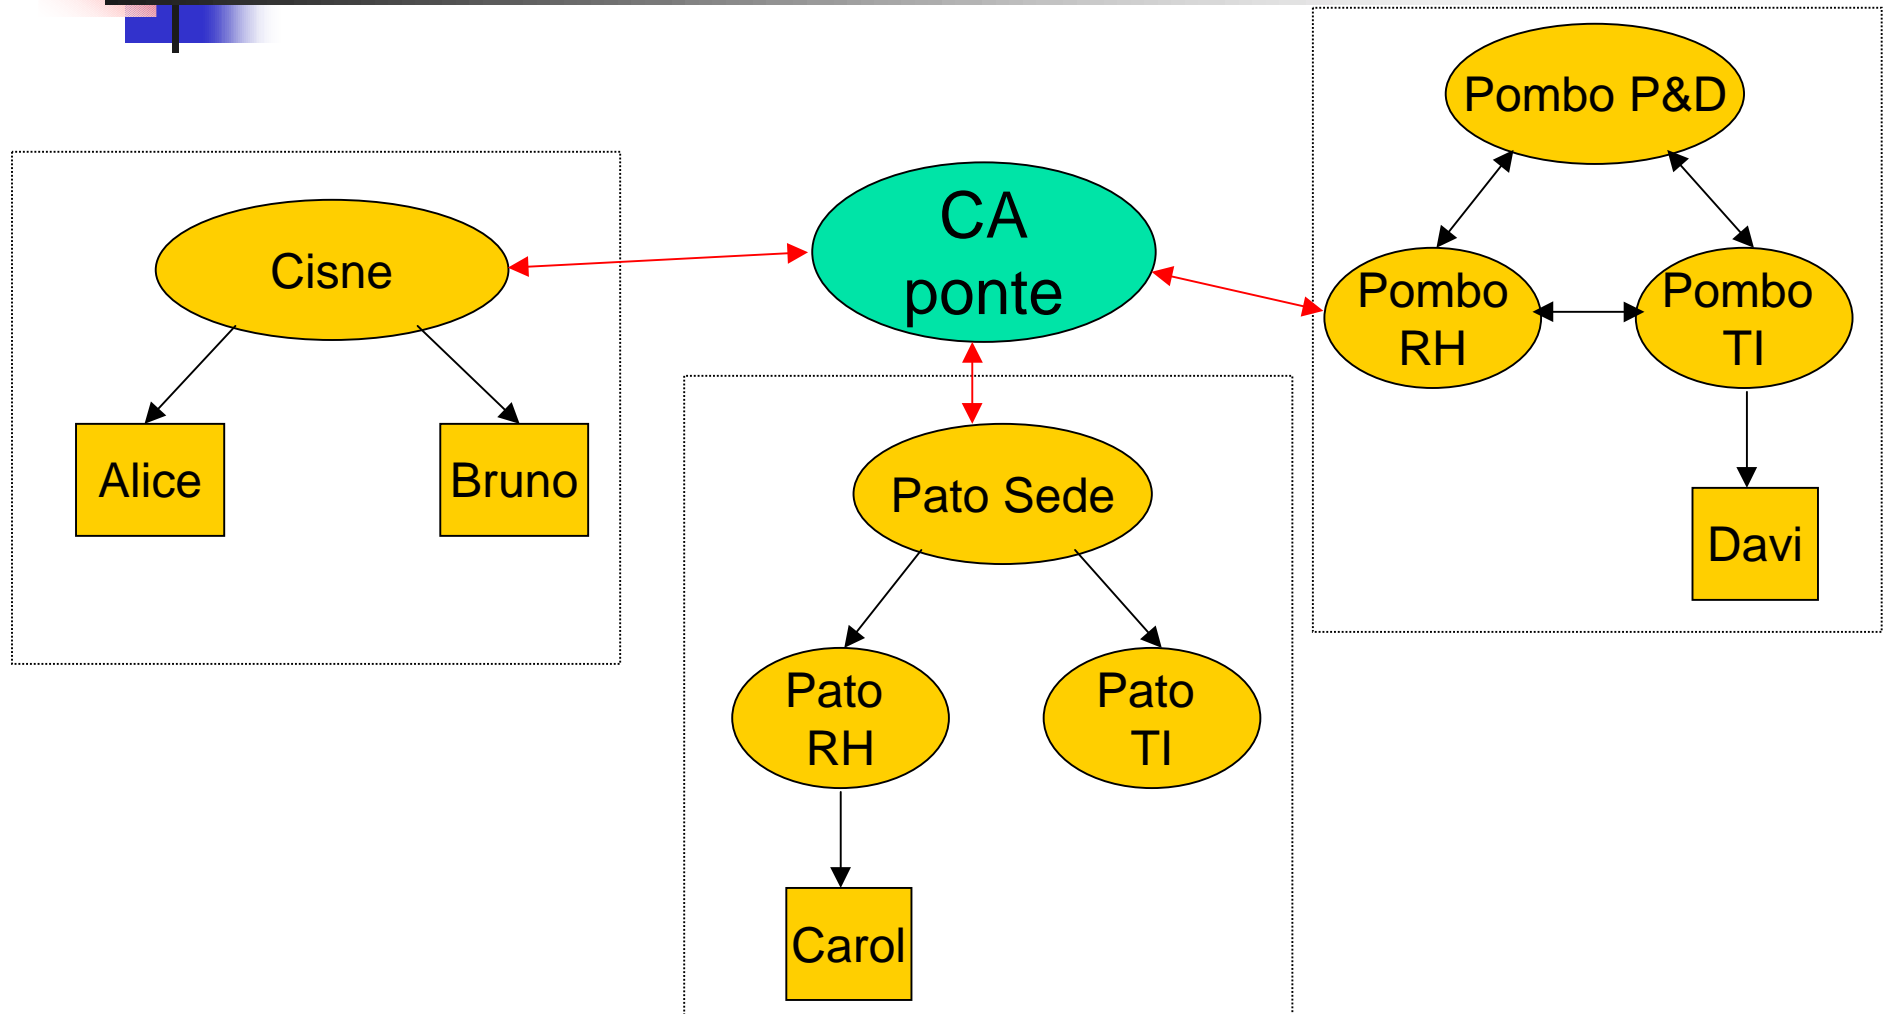 Pombo P&D
CA
ponte
Cisne
Pombo
RH
Pombo
TI
Alice
Bruno
Pato Sede
Davi
Pato
RH
Pato
TI
Carol